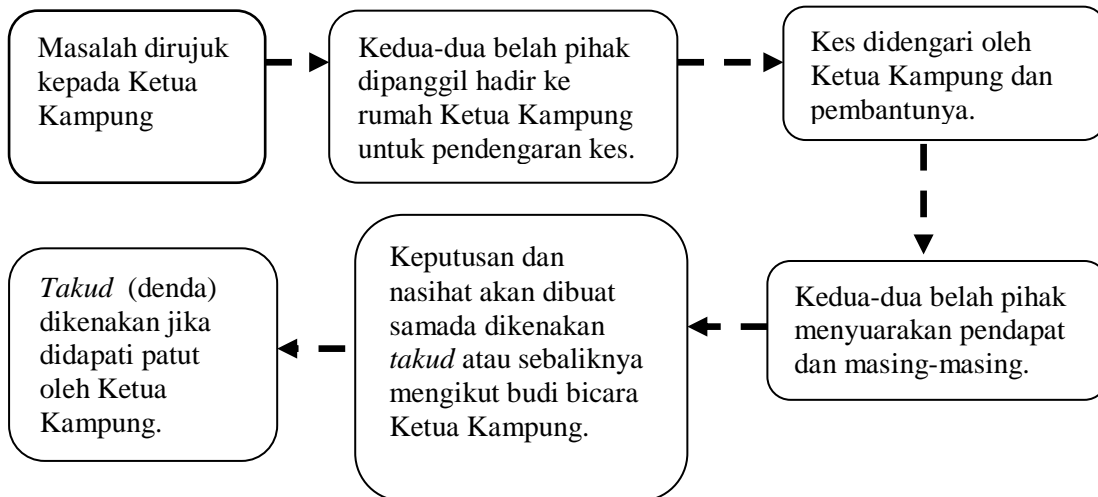 Masalah dirujuk
kepada Ketua
Kampung
Kedua-dua belah pihak
dipanggil hadir ke
rumah Ketua Kampung
untuk pendengaran kes.
Kes didengari oleh
Ketua Kampung dan
pembantunya.
Kedua-dua belah pihak
menyuarakan pendapat
dan masing-masing.
Keputusan dan
nasihat akan dibuat
samada dikenakan
takud atau sebaliknya
mengikut budi bicara
Ketua Kampung.
Takud (denda)
dikenakan jika
didapati patut
oleh Ketua
Kampung.